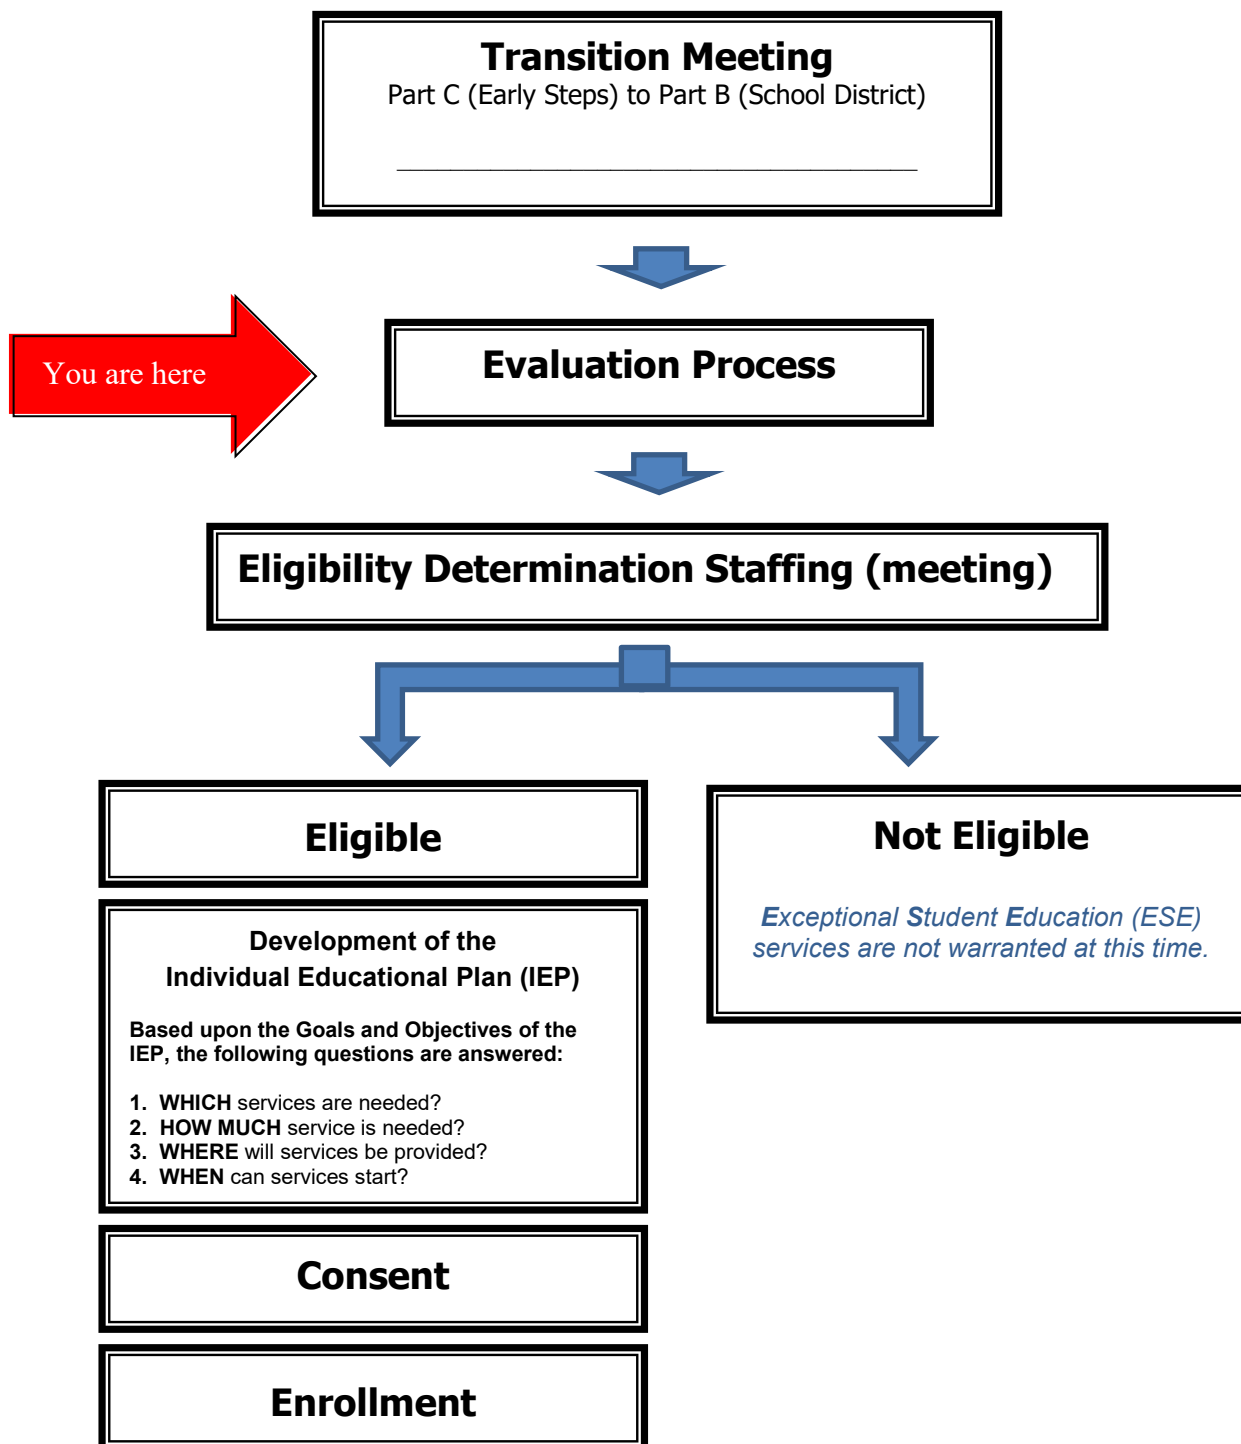 Transition Meeting
Part C (Early Steps) to Part B (School District)
You are here
Evaluation Process
Eligibility Determination Staffing (meeting)
Eligible
Development of the
Individual Educational Plan (IEP)
Based upon the Goals and Objectives of the
IEP, the following questions are answered:
1. WHICH services are needed?
2. HOW MUCH service is needed?
3. WHERE will services be provided?
4. WHEN can services start?
Consent
Enrollment
Not Eligible
Exceptional Student Education (ESE)
services are not warranted at this time.